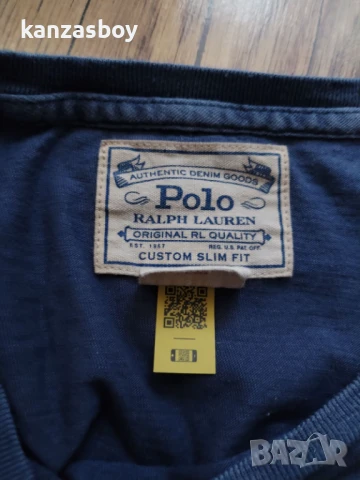 kanzasboy
AUTHENTIC DENIM GOODS
Polo
RALPH LAUREN
ORIGINAL RL QUALITY
EST. 1967 REG. U.S. PAT. OFF.
CUSTOM SLIM FIT
BAZAR